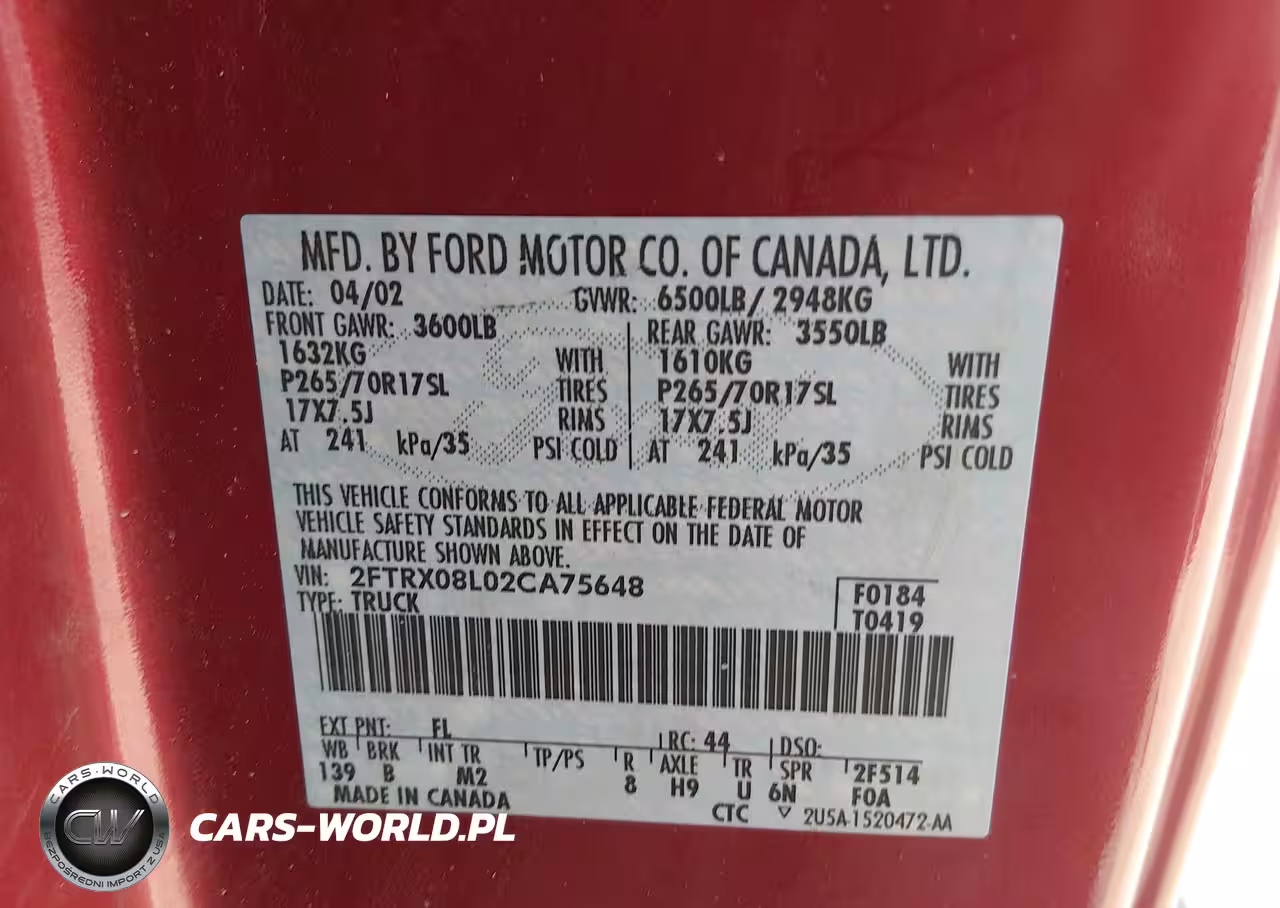 MFD. BY FORD MOTOR CO. OF CANADA, LTD.
DATE: 04/02 GVWR: 6500LB/ 2948KG
FRONT GAWR: 3600LB REAR GAWR: 3550LB
1632KG WITH 1610KG WITH
P265/70R17SL TIRES P265/70R17SL TIRES
17X7.5J RIMS 17X7.5J RIMS
AT 241 kPa/35 PSI COLD AT 241 kPa/35 PSI COLD
THIS VEHICLE CONFORMS TO ALL APPLICABLE FEDERAL MOTOR
VEHICLE SAFETY STANDARDS IN EFFECT ON THE DATE OF
MANUFACTURE SHOWN ABOVE.
VIN: 2FTRX08L02CA75648 F0184
TYPE: TRUCK T0419
EXT PNT: FL RC: 44 DSO:
WB BRK INT TR TP/PS R AXLE TR SPR 2F514
139 B M2 8 H9 U 6N F0A
MADE IN CANADA CTC ▽ 2U5A-1520472-AA
CARS-WORLD
CW
BEZPOŚREDNI IMPORT Z USA
CARS-WORLD.PL